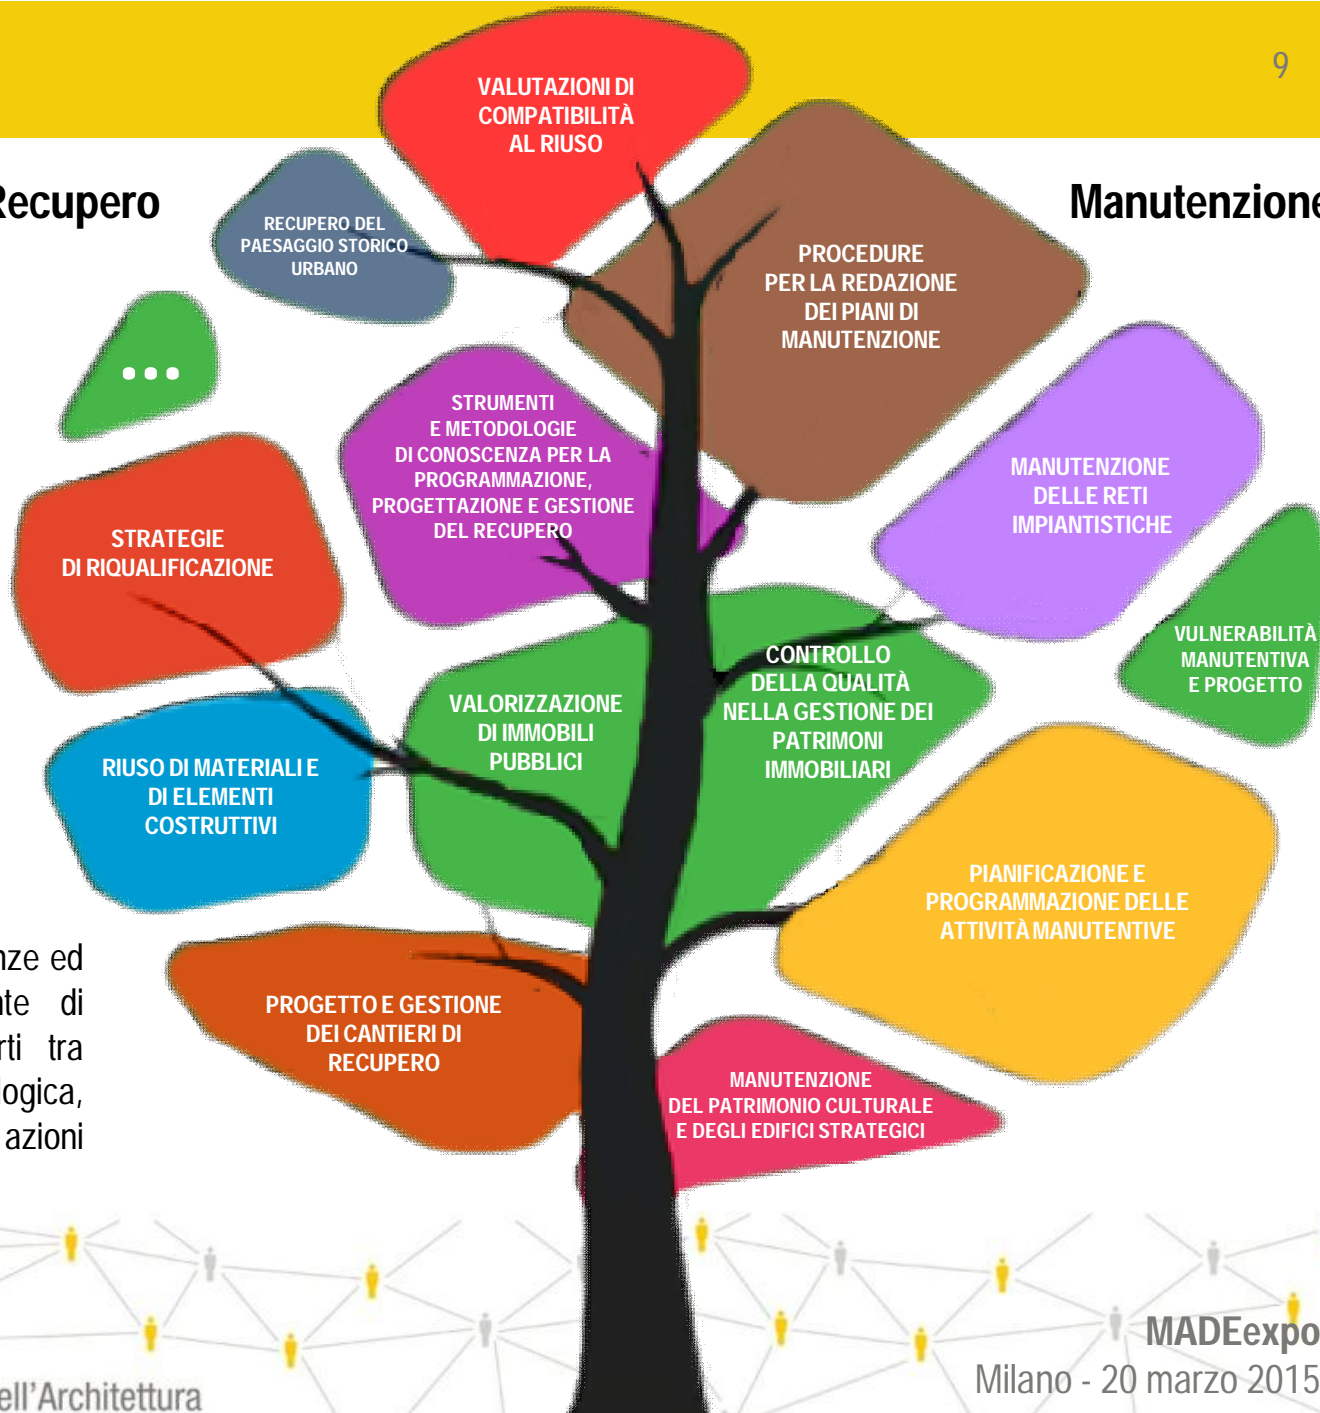 9
Recupero
Manutenzione
VALUTAZIONI DI
COMPATIBILITÀ
AL RIUSO
RECUPERO DEL
PAESAGGIO STORICO
URBANO
PROCEDURE
PER LA REDAZIONE
DEI PIANI DI
MANUTENZIONE
...
STRUMENTI
E METODOLOGIE
DI CONOSCENZA PER LA
PROGRAMMAZIONE,
PROGETTAZIONE E GESTIONE
DEL RECUPERO
MANUTENZIONE
DELLE RETI
IMPIANTISTICHE
STRATEGIE
DI RIQUALIFICAZIONE
VULNERABILITÀ
MANUTENTIVA
E PROGETTO
VALORIZZAZIONE
DI IMMOBILI
PUBBLICI
CONTROLLO
DELLA QUALITÀ
NELLA GESTIONE DEI
PATRIMONI
IMMOBILIARI
RIUSO DI MATERIALI E
DI ELEMENTI
COSTRUTTIVI
PIANIFICAZIONE E
PROGRAMMAZIONE DELLE
ATTIVITÀ MANUTENTIVE
nze ed
nte di
rti tra
logica,
azioni
PROGETTO E GESTIONE
DEI CANTIERI DI
RECUPERO
MANUTENZIONE
DEL PATRIMONIO CULTURALE
E DEGLI EDIFICI STRATEGICI
MADEexpo
Milano - 20 marzo 2015
ell'Architettura